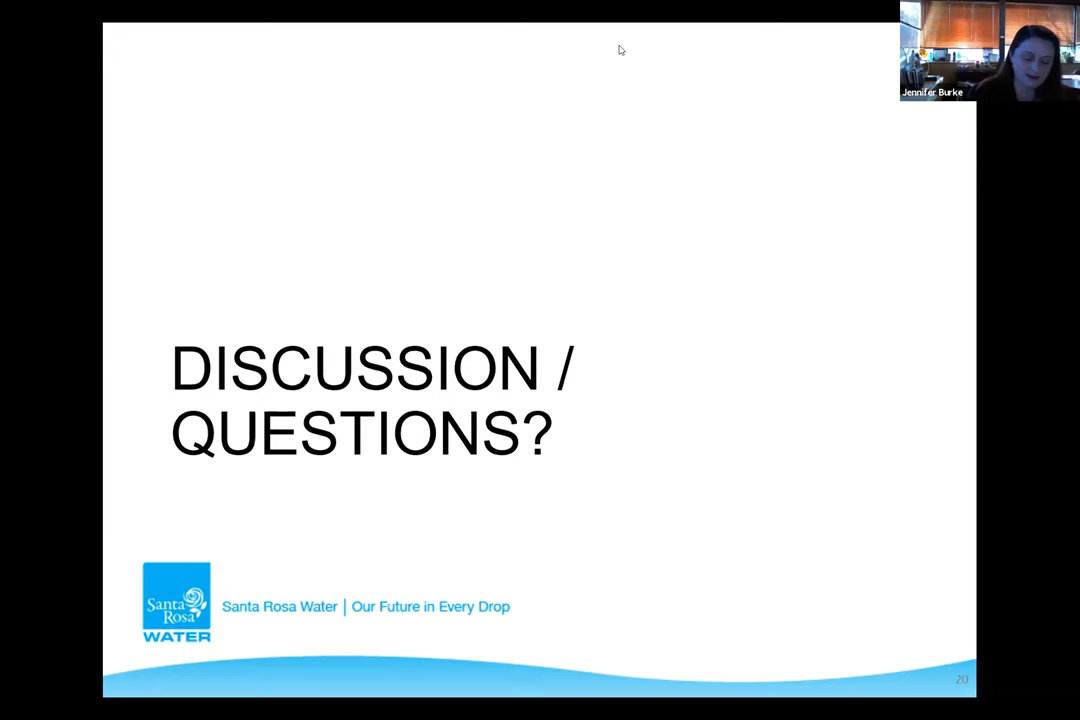 Jennifer Burke
DISCUSSION /
QUESTIONS?
Santa
Rosa
WATER
Santa Rosa Water | Our Future in Every Drop
20